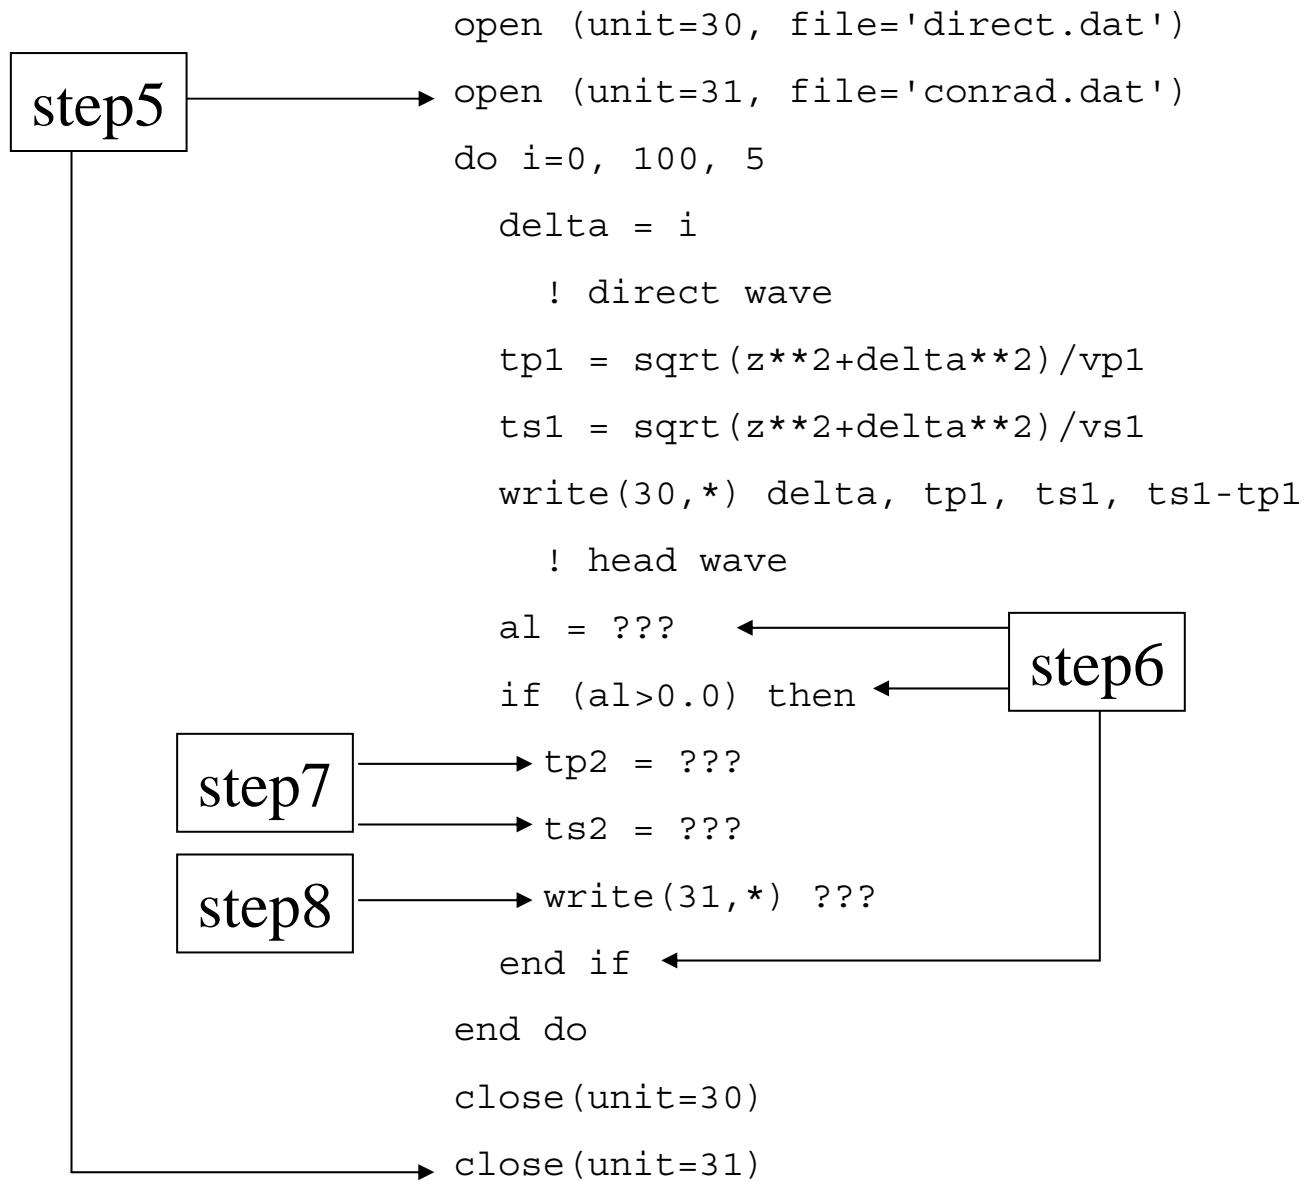 open (unit=30, file='direct.dat')
step5
open (unit=31, file='conrad.dat')
do i=0, 100, 5
delta = i
! direct wave
tp1 = sqrt(z**2+delta**2)/vp1
ts1 = sqrt(z**2+delta**2)/vs1
write(30,*) delta, tp1, ts1, ts1-tp1
! head wave
al = ???
step6
if (al>0.0) then
step7
tp2 = ???
ts2 = ???
step8
write(31,*) ???
end if
end do
close(unit=30)
close(unit=31)